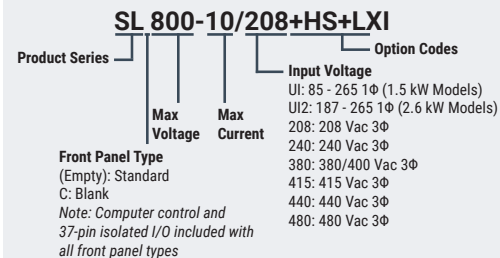 SL 800-10/208+HS+LXI
Product Series
Option Codes
Max
Voltage
Max
Current
Input Voltage
UI: 85 - 265 1Φ (1.5 kW Models)
UI2: 187 - 265 1Φ (2.6 kW Models)
208: 208 Vac 3Φ
240: 240 Vac 3Φ
380: 380/400 Vac 3Φ
415: 415 Vac 3Φ
440: 440 Vac 3Φ
480: 480 Vac 3Φ
Front Panel Type
(Empty): Standard
C: Blank
Note: Computer control and
37-pin isolated I/O included with
all front panel types